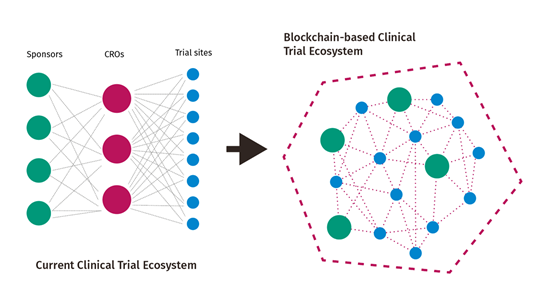 Blockchain-based Clinical
Trial Ecosystem
Sponsors
CROs
Trial sites
Current Clinical Trial Ecosystem